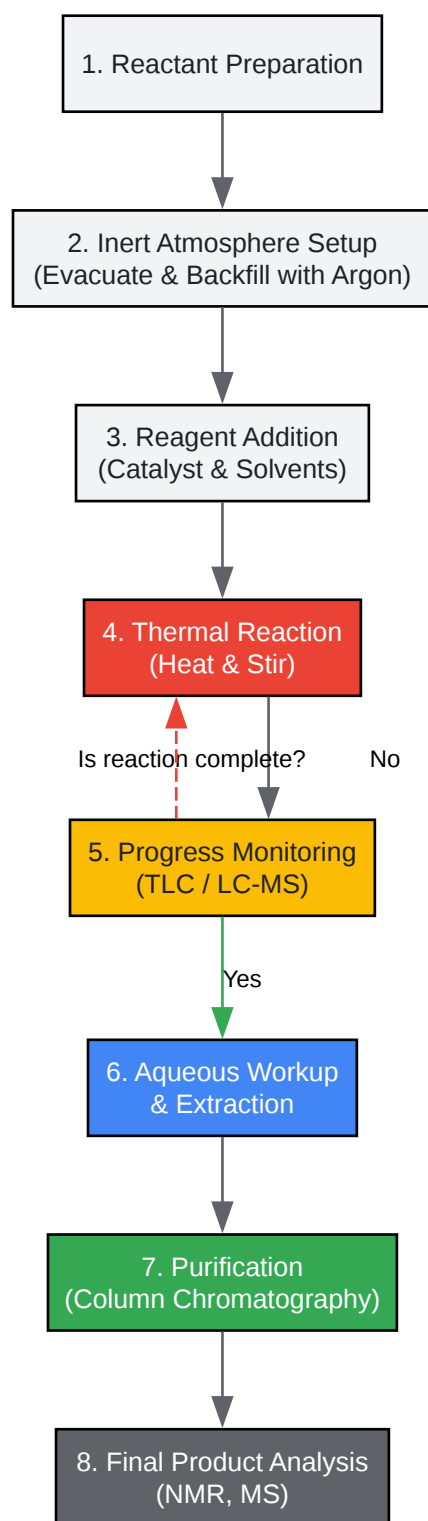 1. Reactant Preparation
2. Inert Atmosphere Setup
(Evacuate & Backfill with Argon)
3. Reagent Addition
(Catalyst & Solvents)
4. Thermal Reaction
(Heat & Stir)
Is reaction complete?
No
5. Progress Monitoring
(TLC / LC-MS)
Yes
6. Aqueous Workup
& Extraction
7. Purification
(Column Chromatography)
8. Final Product Analysis
(NMR, MS)